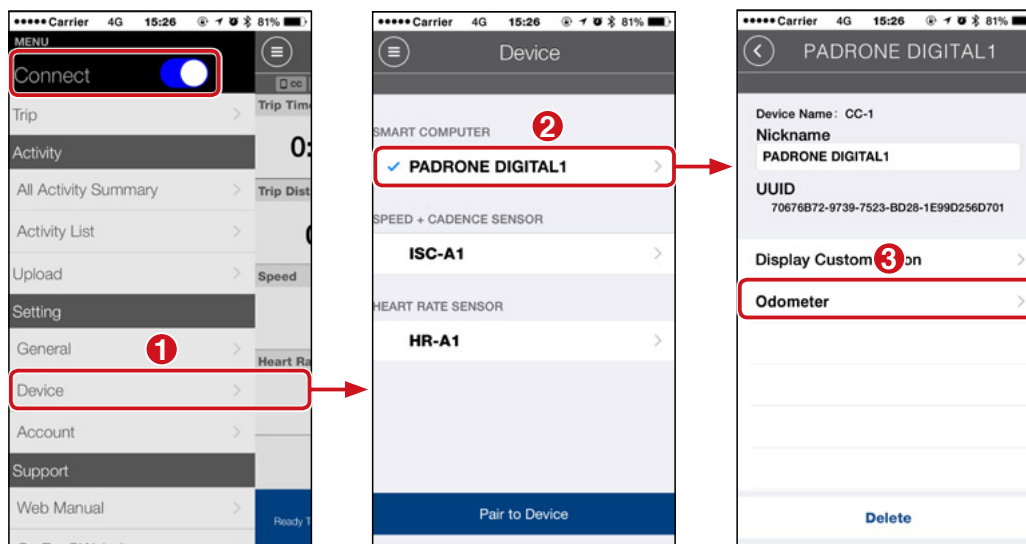 Carrier 4G 15:26 81%
MENU
Connect
Trip
Activity
All Activity Summary
Activity List
Upload
Setting
General
1
Device
Account
Support
Web Manual
CC
Trip Time
0:
Trip Dist
Speed
Heart Ra
Ready T
Carrier 4G 15:26 81%
Device
SMART COMPUTER
2
PADRONE DIGITAL1
SPEED + CADENCE SENSOR
ISC-A1
HEART RATE SENSOR
HR-A1
Pair to Device
Carrier 4G 15:26 81%
PADRONE DIGITAL1
Device Name: CC-1
Nickname
PADRONE DIGITAL1
UUID
70676B72-9739-7523-BD28-1E99D256D701
Display Custom 3 on
Odometer
Delete